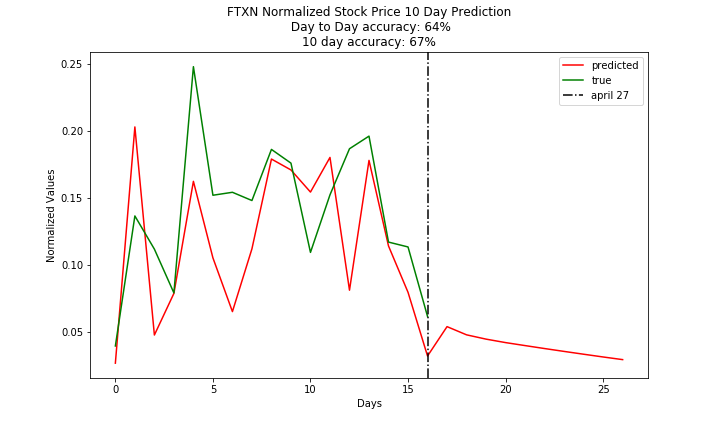 FTXN Normalized Stock Price 10 Day Prediction
Day to Day accuracy: 64%
10 day accuracy: 67%
predicted
true
april 27
Normalized Values
0.25
0.20
0.15
0.10
0.05
0
5
10
15
20
25
Days